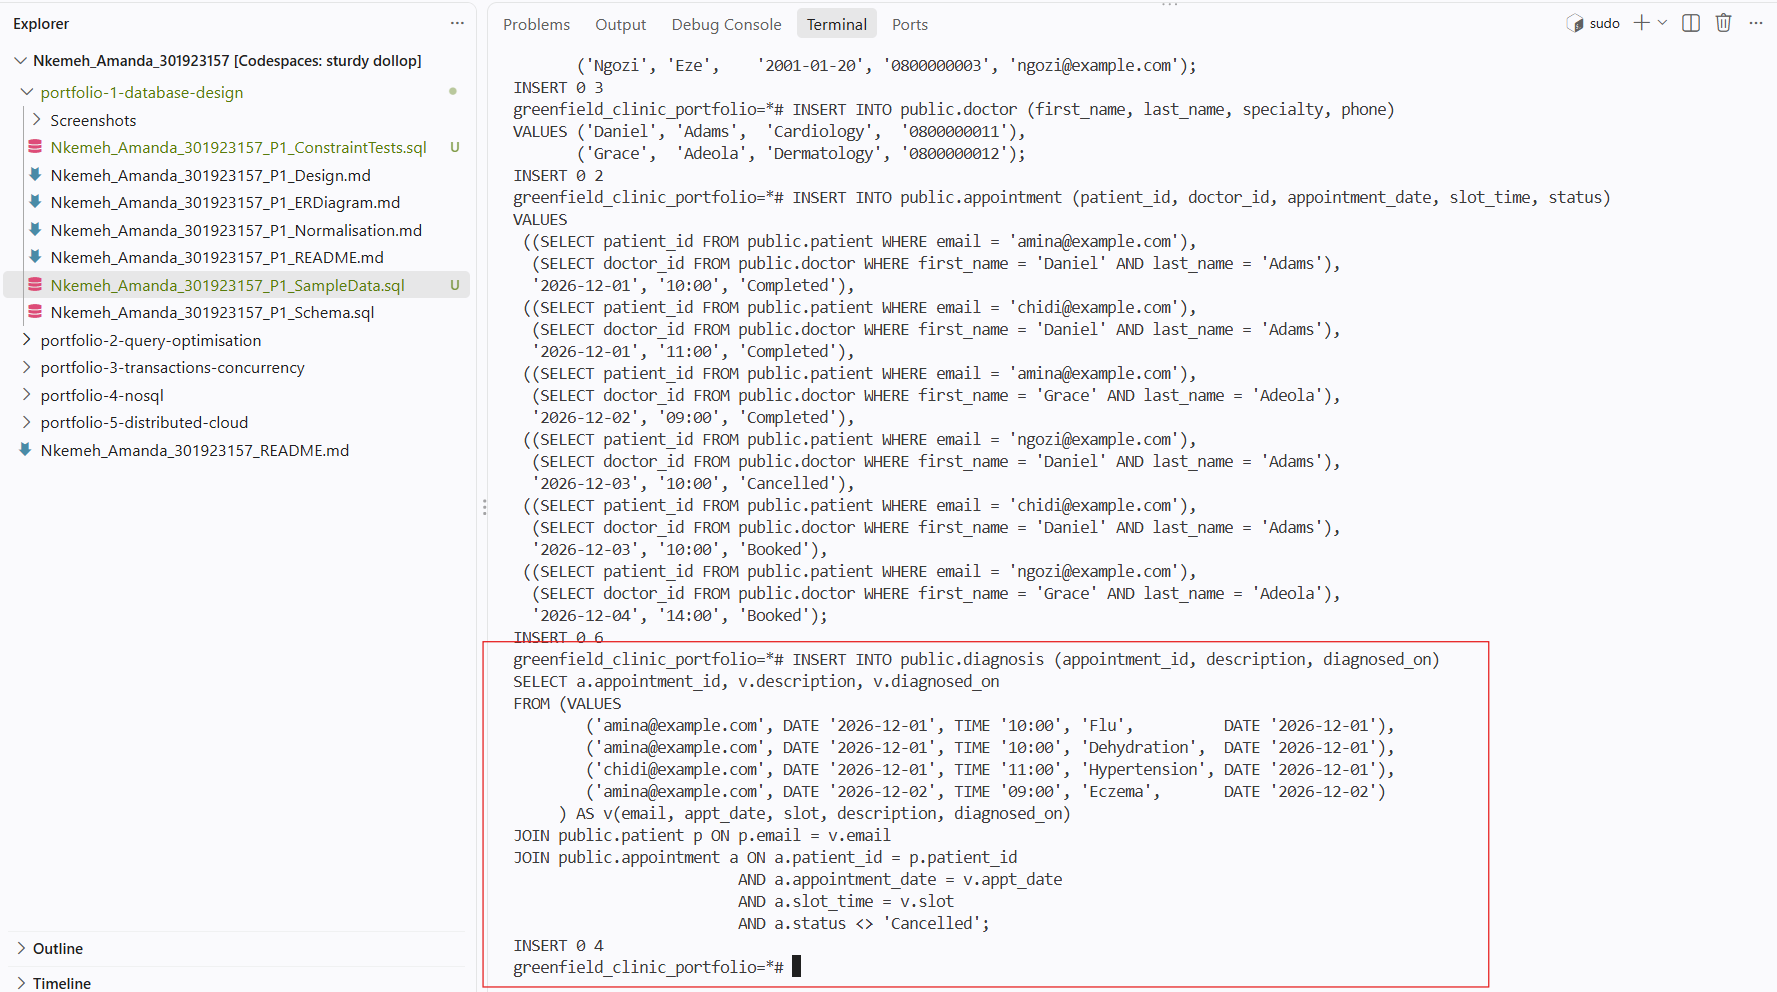 Explorer
Nkemeh_Amanda_301923157 [Codespaces: sturdy dollop]
portfolio-1-database-design
Screenshots
Nkemeh_Amanda_301923157_P1_ConstraintTests.sql U
Nkemeh_Amanda_301923157_P1_Design.md
Nkemeh_Amanda_301923157_P1_ERDiagram.md
Nkemeh_Amanda_301923157_P1_Normalisation.md
Nkemeh_Amanda_301923157_P1_README.md
Nkemeh_Amanda_301923157_P1_SampleData.sql U
Nkemeh_Amanda_301923157_P1_Schema.sql
portfolio-2-query-optimisation
portfolio-3-transactions-concurrency
portfolio-4-nosql
portfolio-5-distributed-cloud
Nkemeh_Amanda_301923157_README.md
Outline
Timeline
Problems Output Debug Console Terminal Ports sudo
('Ngozi', 'Eze', '2001-01-20', '0800000003', 'ngozi@example.com');
INSERT 0 3
greenfield_clinic_portfolio=*# INSERT INTO public.doctor (first_name, last_name, specialty, phone)
VALUES ('Daniel', 'Adams', 'Cardiology', '0800000011'),
('Grace', 'Adeola', 'Dermatology', '0800000012');
INSERT 0 2
greenfield_clinic_portfolio=*# INSERT INTO public.appointment (patient_id, doctor_id, appointment_date, slot_time, status)
VALUES
((SELECT patient_id FROM public.patient WHERE email = 'amina@example.com'),
(SELECT doctor_id FROM public.doctor WHERE first_name = 'Daniel' AND last_name = 'Adams'),
'2026-12-01', '10:00', 'Completed'),
((SELECT patient_id FROM public.patient WHERE email = 'chidi@example.com'),
(SELECT doctor_id FROM public.doctor WHERE first_name = 'Daniel' AND last_name = 'Adams'),
'2026-12-01', '11:00', 'Completed'),
((SELECT patient_id FROM public.patient WHERE email = 'amina@example.com'),
(SELECT doctor_id FROM public.doctor WHERE first_name = 'Grace' AND last_name = 'Adeola'),
'2026-12-02', '09:00', 'Completed'),
((SELECT patient_id FROM public.patient WHERE email = 'ngozi@example.com'),
(SELECT doctor_id FROM public.doctor WHERE first_name = 'Daniel' AND last_name = 'Adams'),
'2026-12-03', '10:00', 'Cancelled'),
((SELECT patient_id FROM public.patient WHERE email = 'chidi@example.com'),
(SELECT doctor_id FROM public.doctor WHERE first_name = 'Daniel' AND last_name = 'Adams'),
'2026-12-03', '10:00', 'Booked'),
((SELECT patient_id FROM public.patient WHERE email = 'ngozi@example.com'),
(SELECT doctor_id FROM public.doctor WHERE first_name = 'Grace' AND last_name = 'Adeola'),
'2026-12-04', '14:00', 'Booked');
INSERT 0 6
greenfield_clinic_portfolio=*# INSERT INTO public.diagnosis (appointment_id, description, diagnosed_on)
SELECT a.appointment_id, v.description, v.diagnosed_on
FROM (VALUES
('amina@example.com', DATE '2026-12-01', TIME '10:00', 'Flu', DATE '2026-12-01'),
('amina@example.com', DATE '2026-12-01', TIME '10:00', 'Dehydration', DATE '2026-12-01'),
('chidi@example.com', DATE '2026-12-01', TIME '11:00', 'Hypertension', DATE '2026-12-01'),
('amina@example.com', DATE '2026-12-02', TIME '09:00', 'Eczema', DATE '2026-12-02')
) AS v(email, appt_date, slot, description, diagnosed_on)
JOIN public.patient p ON p.email = v.email
JOIN public.appointment a ON a.patient_id = p.patient_id
AND a.appointment_date = v.appt_date
AND a.slot_time = v.slot
AND a.status <> 'Cancelled';
INSERT 0 4
greenfield_clinic_portfolio=*#